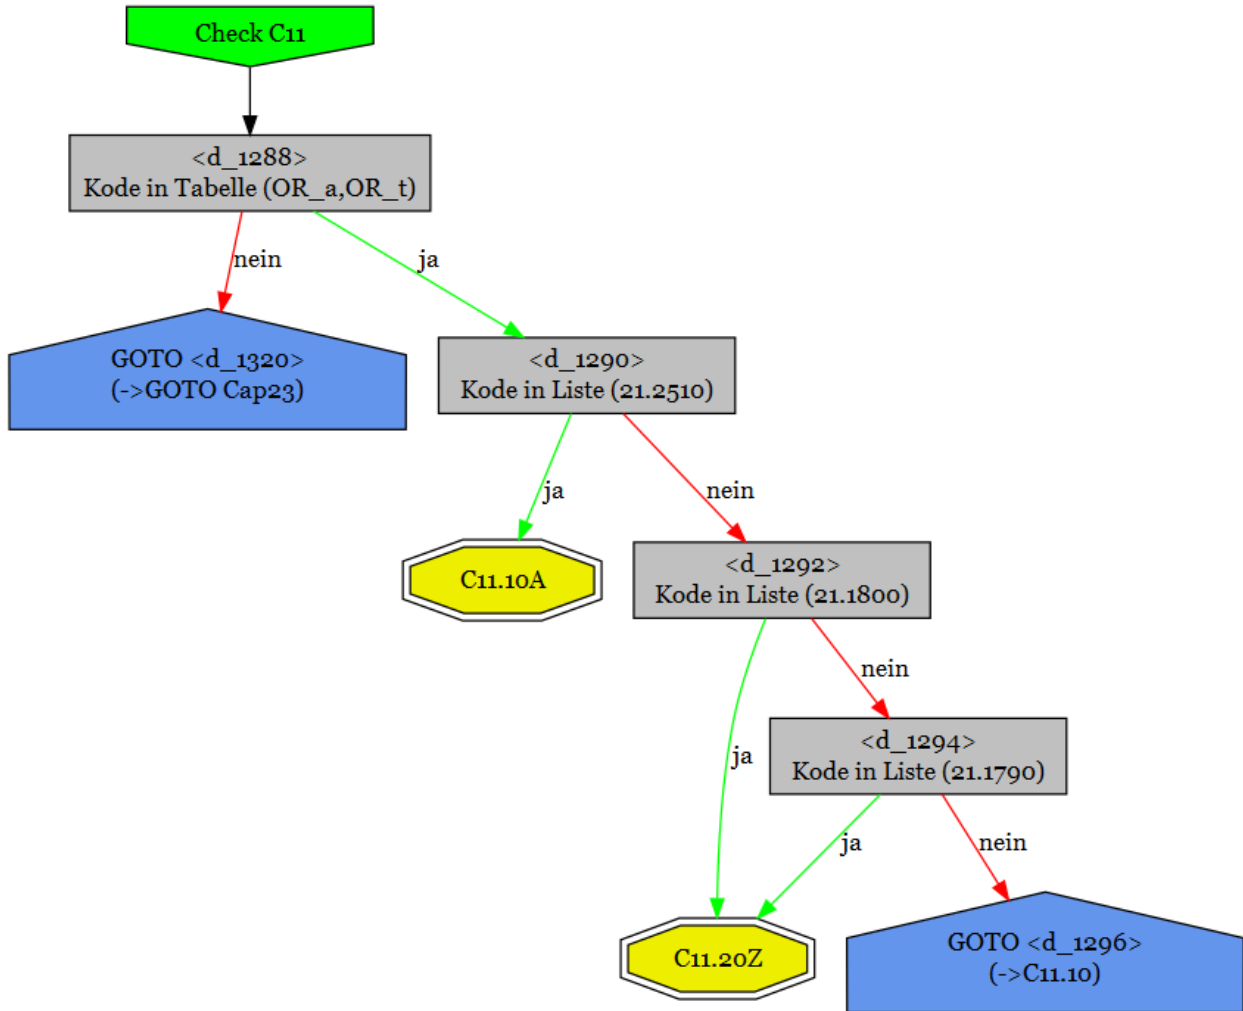 Check C11
<d_1288>
Kode in Tabelle (OR_a,OR_t)
nein
ja
GOTO <d_1320>
(->GOTO Cap23)
<d_1290>
Kode in Liste (21.2510)
ja
nein
C11.10A
<d_1292>
Kode in Liste (21.1800)
nein
ja
<d_1294>
Kode in Liste (21.1790)
ja
nein
C11.20Z
GOTO <d_1296>
(->C11.10)